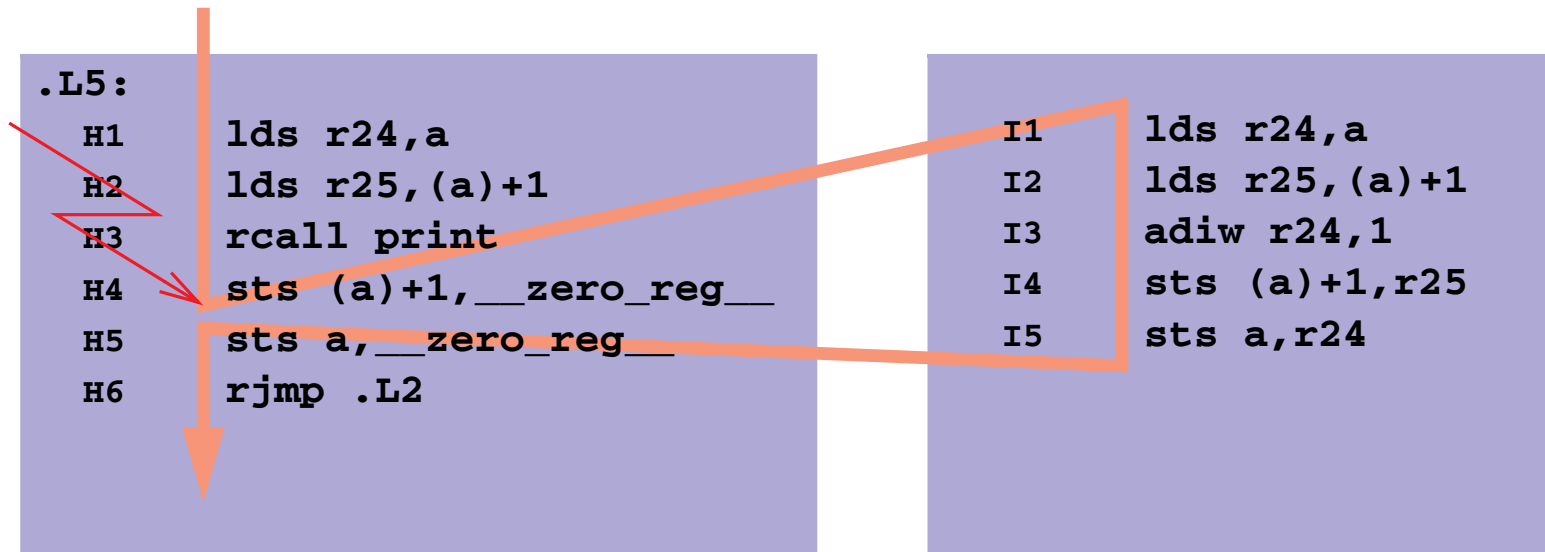 .L5:
H1 lds r24,a
H2 lds r25,(a)+1
H3 rcall print
H4 sts (a)+1,__zero_reg__
H5 sts a,__zero_reg__
H6 rjmp .L2
I1 lds r24,a
I2 lds r25,(a)+1
I3 adiw r24,1
I4 sts (a)+1,r25
I5 sts a,r24